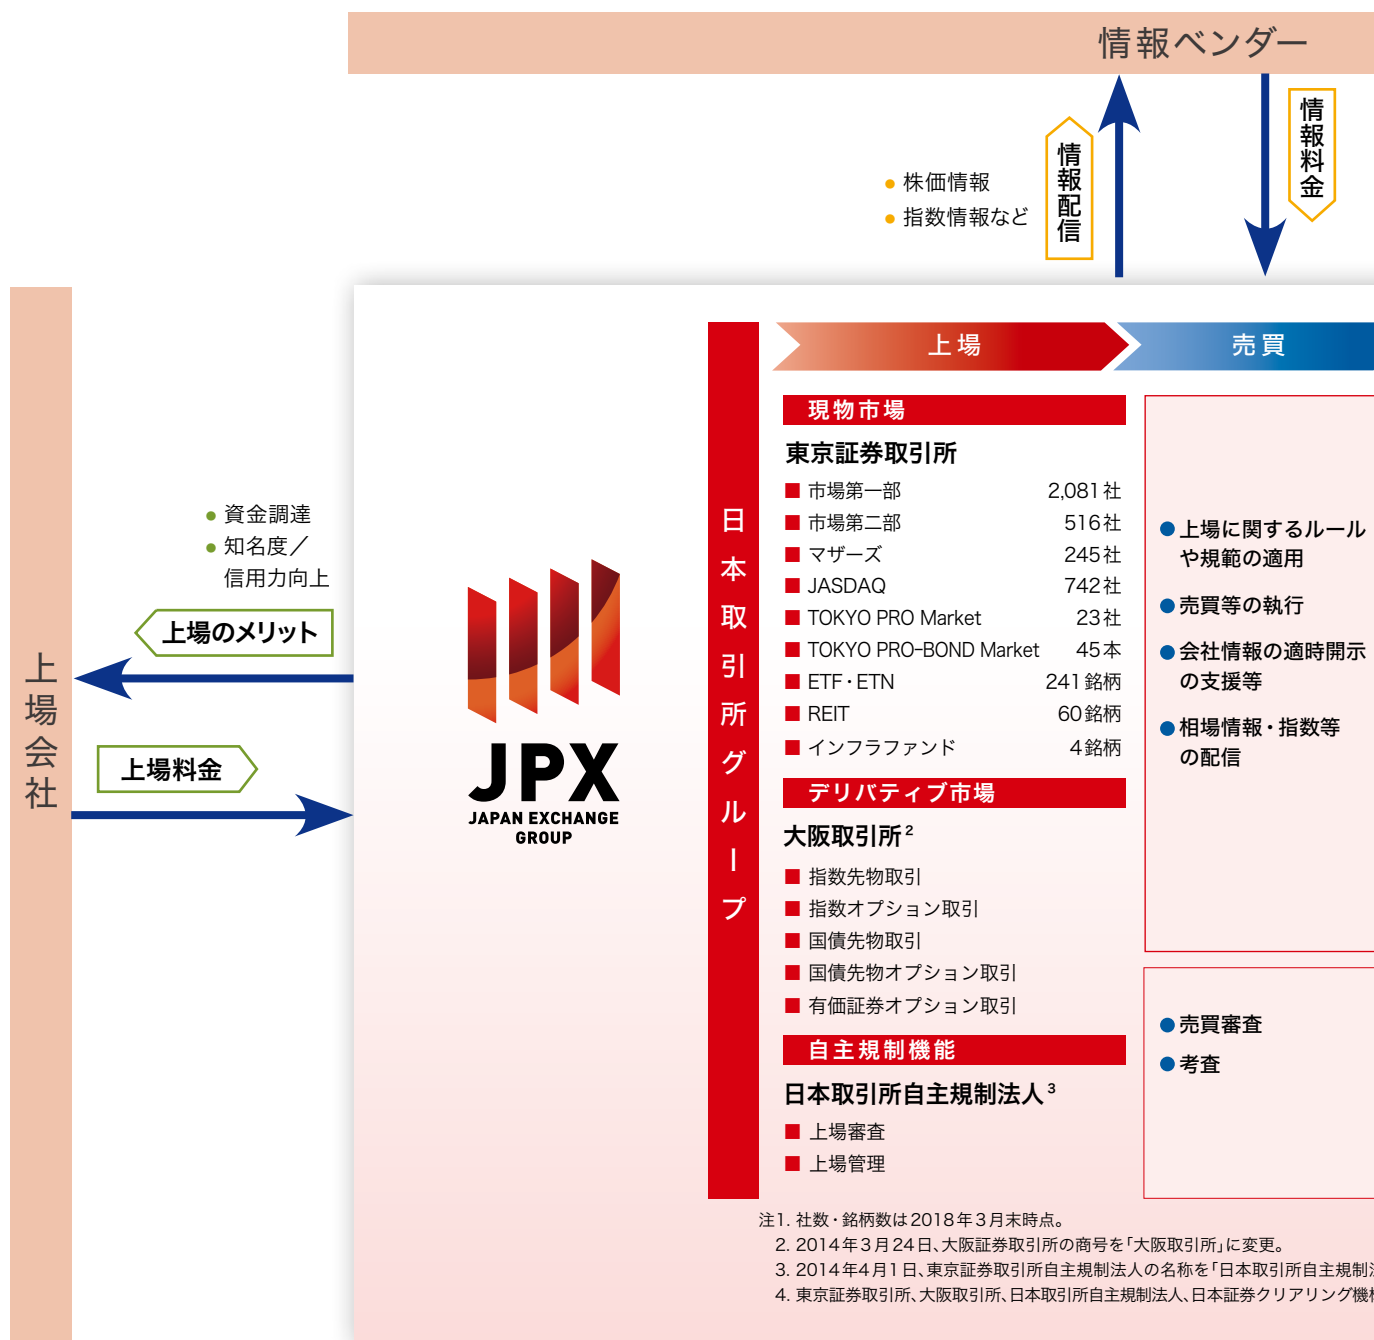 情報ベンダー
情報配信
情報料金
株価情報
指数情報など
上場会社
資金調達
知名度／
信用力向上
上場のメリット
上場料金
JPX
JAPAN EXCHANGE
GROUP
日本取引所グループ
上場
売買
現物市場
東京証券取引所
市場第一部 2,081社
市場第二部 516社
マザーズ 245社
JASDAQ 742社
TOKYO PRO Market 23社
TOKYO PRO-BOND Market 45本
ETF・ETN 241銘柄
REIT 60銘柄
インフラファンド 4銘柄
デリバティブ市場
大阪取引所2
指数先物取引
指数オプション取引
国債先物取引
国債先物オプション取引
有価証券オプション取引
自主規制機能
日本取引所自主規制法人3
上場審査
上場管理
上場に関するルール
や規範の適用
売買等の執行
会社情報の適時開示
の支援等
相場情報・指数等
の配信
売買審査
考査
注1. 社数・銘柄数は2018年3月末時点。
2. 2014年3月24日、大阪証券取引所の商号を「大阪取引所」に変更。
3. 2014年4月1日、東京証券取引所自主規制法人の名称を「日本取引所自主規制
4. 東京証券取引所、大阪取引所、日本取引所自主規制法人、日本証券クリアリング機